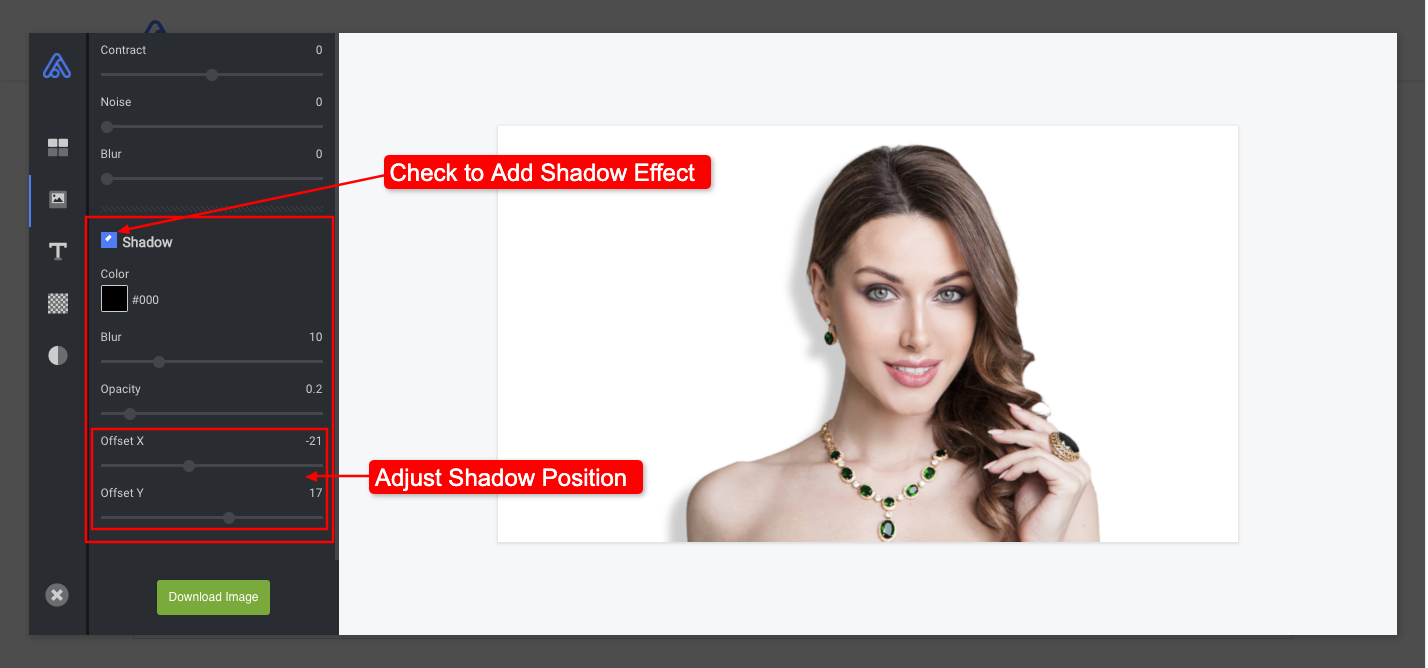 Contract 0
Noise 0
Blur 0
Check to Add Shadow Effect
Shadow
Color
#000
Blur 10
Opacity 0.2
Offset X -21
Adjust Shadow Position
Offset Y 17
Download Image